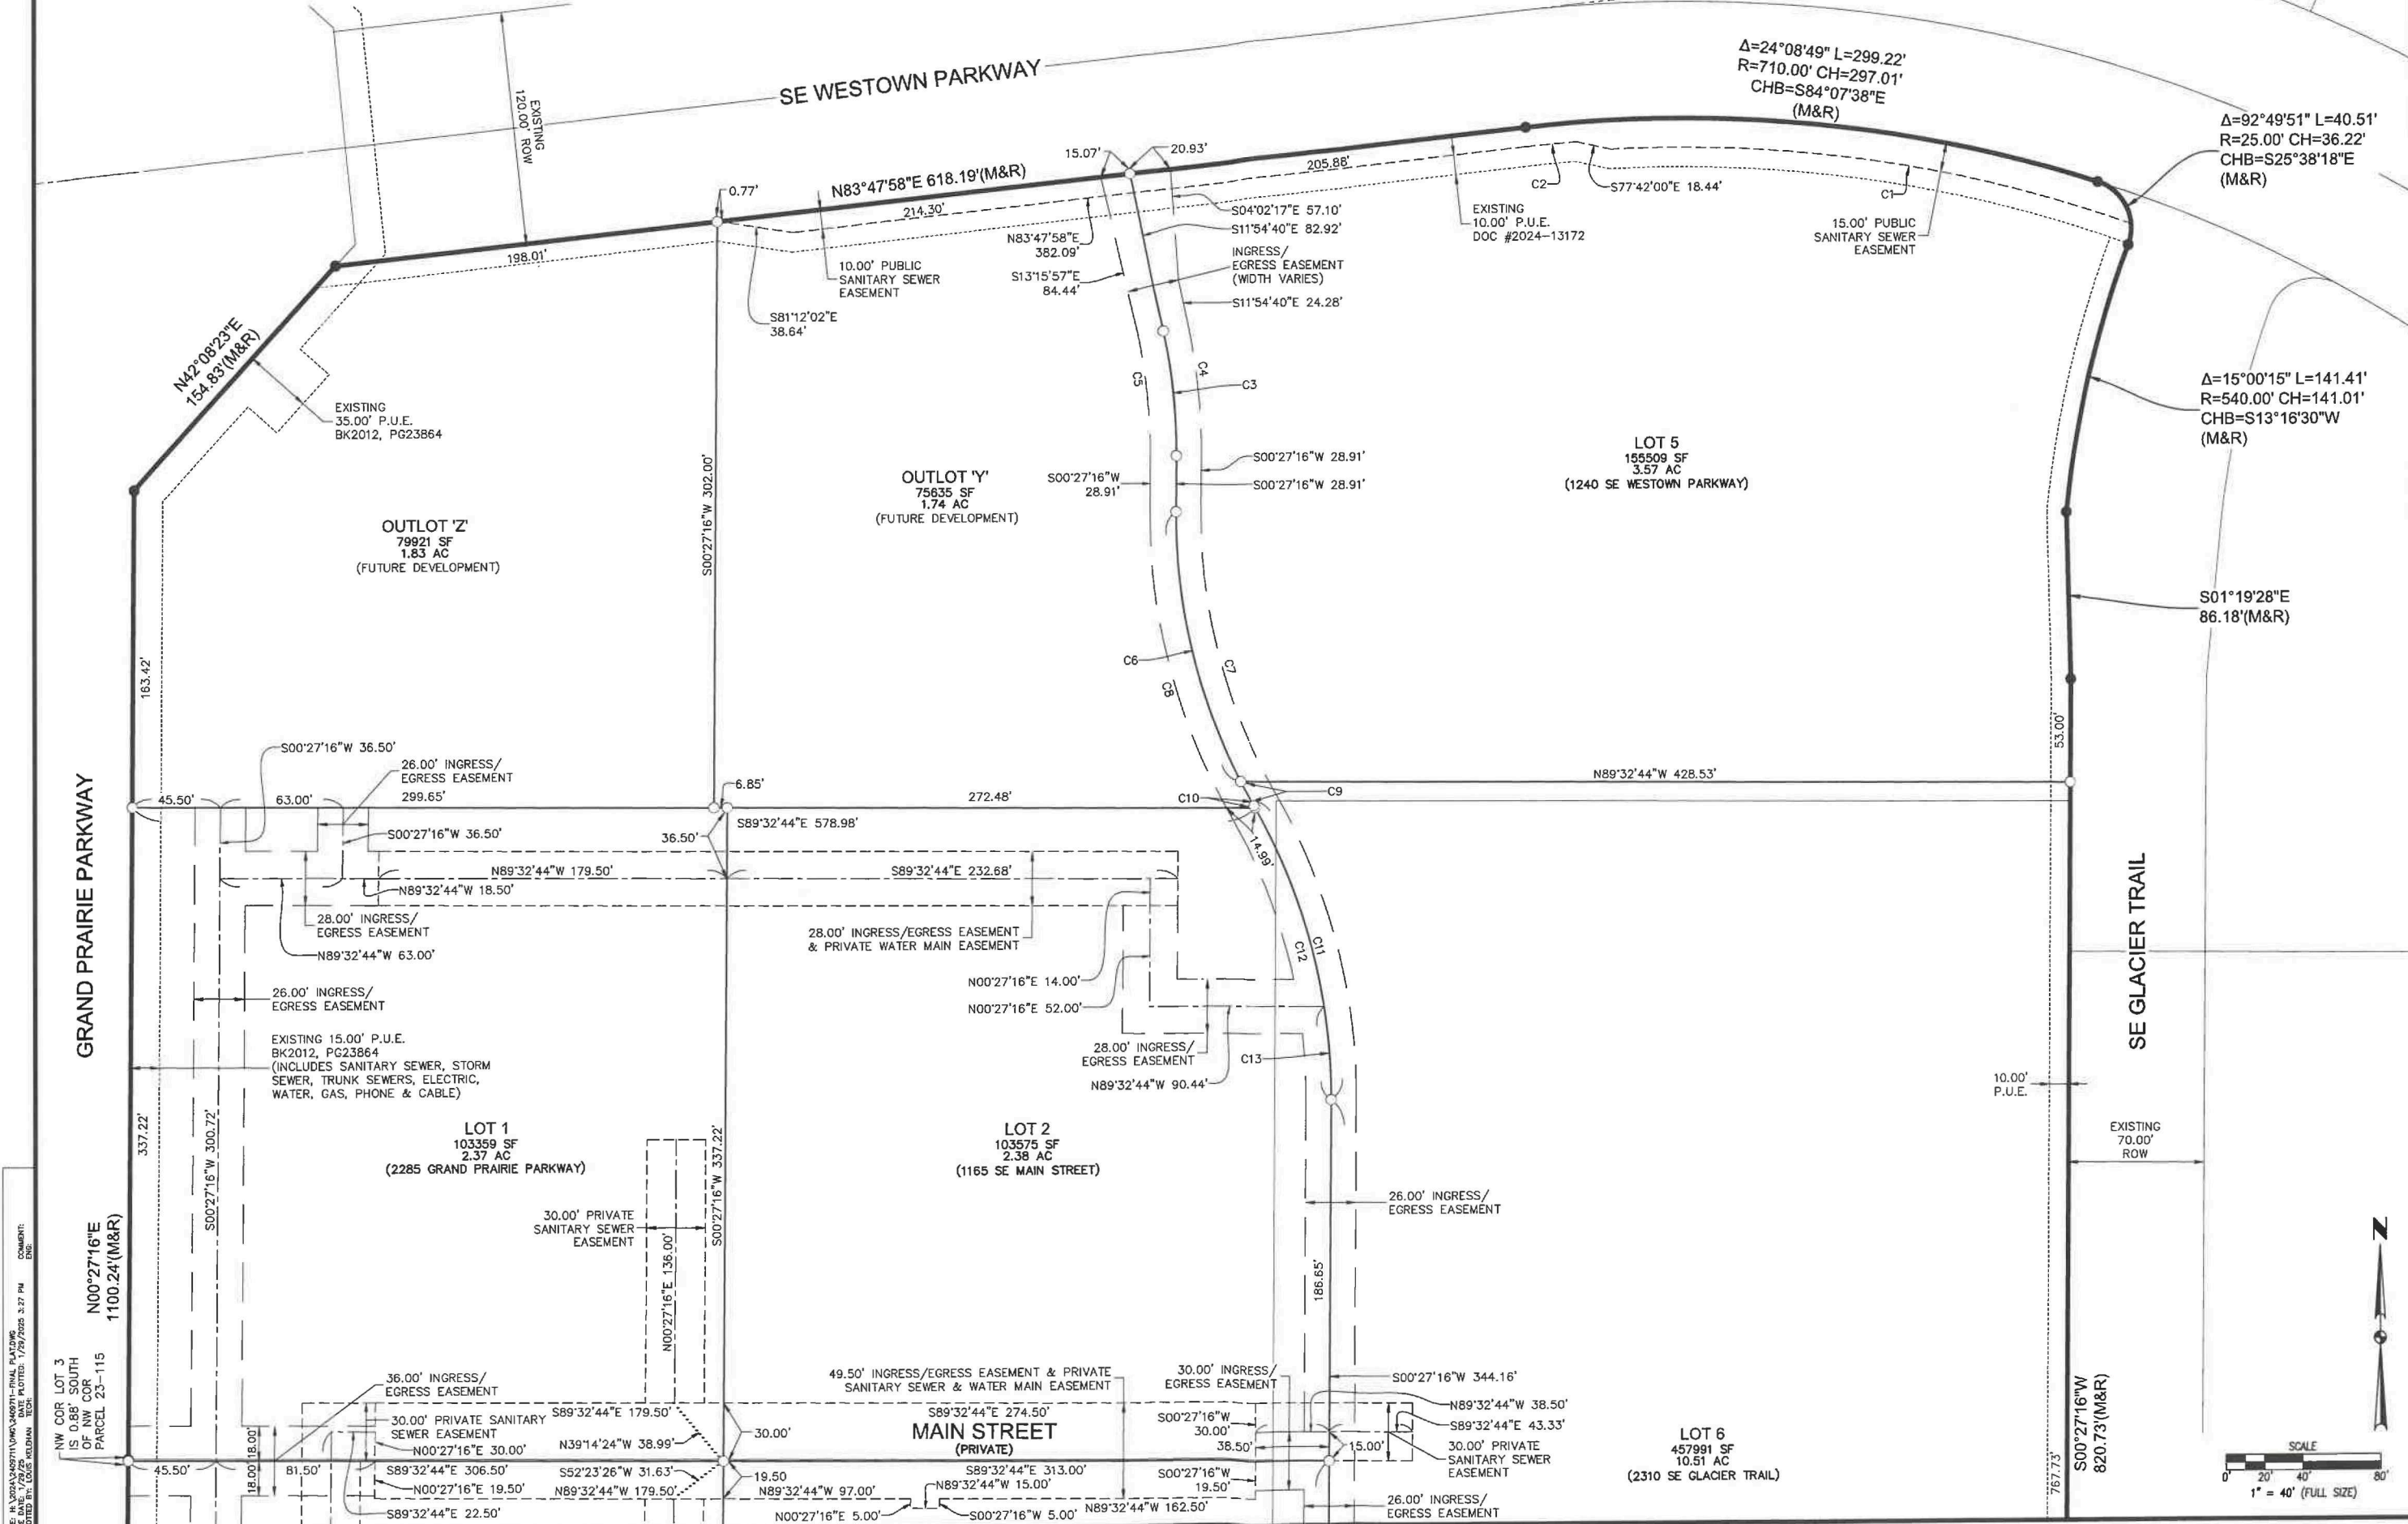 SE WESTOWN PARKWAY
EXISTING
120.00' ROW
Δ=24°08'49" L=299.22'
R=710.00' CH=297.01'
CHB=S84°07'38"E
(M&R)
Δ=92°49'51" L=40.51'
R=25.00' CH=36.22'
CHB=S25°38'18"E
(M&R)
0.77'
N83°47'58"E 618.19'(M&R)
15.07'
20.93'
205.88'
C2
S77°42'00"E 18.44'
C1
214.30'
198.01'
S04°02'17"E 57.10'
S11°54'40"E 82.92'
N83°47'58"E
382.09'
EXISTING
10.00' P.U.E.
DOC #2024-13172
15.00' PUBLIC
SANITARY SEWER
EASEMENT
10.00' PUBLIC
SANITARY SEWER
EASEMENT
S13°15'57"E
84.44'
INGRESS/
EGRESS EASEMENT
(WIDTH VARIES)
S11°54'40"E 24.28'
S81°12'02"E
38.64'
N42°08'23"E
154.83'(M&R)
EXISTING
35.00' P.U.E.
BK2012, PG23864
C5
C4
C3
Δ=15°00'15" L=141.41'
R=540.00' CH=141.01'
CHB=S13°16'30"W
(M&R)
LOT 5
155509 SF
3.57 AC
(1240 SE WESTOWN PARKWAY)
OUTLOT 'Y'
75635 SF
1.74 AC
(FUTURE DEVELOPMENT)
S00°27'16"W
28.91'
S00°27'16"W 28.91'
S00°27'16"W 28.91'
OUTLOT 'Z'
79921 SF
1.83 AC
(FUTURE DEVELOPMENT)
S00°27'16"W 302.00'
S01°19'28"E
86.18'(M&R)
163.42'
C6
C7
C8
53.00'
S00°27'16"W 36.50'
26.00' INGRESS/
EGRESS EASEMENT
45.50'
63.00'
299.65'
6.85'
272.48'
C10
C9
N89°32'44"W 428.53'
S89°32'44"E 578.98'
36.50'
14.99'
S00°27'16"W 36.50'
N89°32'44"W 179.50'
S89°32'44"E 232.68'
N89°32'44"W 18.50'
28.00' INGRESS/
EGRESS EASEMENT
N89°32'44"W 63.00'
28.00' INGRESS/EGRESS EASEMENT
& PRIVATE WATER MAIN EASEMENT
C12
C11
N00°27'16"E 14.00'
N00°27'16"E 52.00'
26.00' INGRESS/
EGRESS EASEMENT
GRAND PRAIRIE PARKWAY
SE GLACIER TRAIL
EXISTING 15.00' P.U.E.
BK2012, PG23864
(INCLUDES SANITARY SEWER, STORM
SEWER, TRUNK SEWERS, ELECTRIC,
WATER, GAS, PHONE & CABLE)
28.00' INGRESS/
EGRESS EASEMENT
C13
N89°32'44"W 90.44'
10.00'
P.U.E.
EXISTING
70.00'
ROW
337.22'
S00°27'16"W 300.72'
LOT 1
103359 SF
2.37 AC
(2285 GRAND PRAIRIE PARKWAY)
S00°27'16"W 337.22'
LOT 2
103575 SF
2.38 AC
(1165 SE MAIN STREET)
30.00' PRIVATE
SANITARY SEWER
EASEMENT
N00°27'16"E 136.00'
26.00' INGRESS/
EGRESS EASEMENT
186.65'
N00°27'16"E
1100.24'(M&R)
NW COR LOT 3
IS 0.88' SOUTH
OF NW COR
PARCEL 23-115
36.00' INGRESS/
EGRESS EASEMENT
49.50' INGRESS/EGRESS EASEMENT & PRIVATE
SANITARY SEWER & WATER MAIN EASEMENT
30.00' INGRESS/
EGRESS EASEMENT
S00°27'16"W 344.16'
N89°32'44"W 38.50'
S89°32'44"E 43.33'
30.00' PRIVATE SANITARY
SEWER EASEMENT
S89°32'44"E 179.50'
S89°32'44"E 274.50'
MAIN STREET
(PRIVATE)
S00°27'16"W
30.00'
N00°27'16"E 30.00'
N39°14'24"W 38.99'
30.00'
38.50'
15.00'
30.00' PRIVATE
SANITARY SEWER
EASEMENT
18.00'
18.00'
45.50'
81.50'
S89°32'44"E 306.50'
S52°23'26"W 31.63'
19.50
S89°32'44"E 313.00'
S00°27'16"W
19.50'
N00°27'16"E 19.50'
N89°32'44"W 179.50'
N89°32'44"W 97.00'
N89°32'44"W 15.00'
N89°32'44"W 162.50'
S89°32'44"E 22.50'
N00°27'16"E 5.00'
S00°27'16"W 5.00'
26.00' INGRESS/
EGRESS EASEMENT
LOT 6
457991 SF
10.51 AC
(2310 SE GLACIER TRAIL)
767.73'
S00°27'16"W
820.73'(M&R)
N
SCALE
0' 20' 40' 80'
1" = 40' (FULL SIZE)
COMMENT:
ENG:
DATE PLOTTED: 1/29/2025 3:27 PM
TECH: